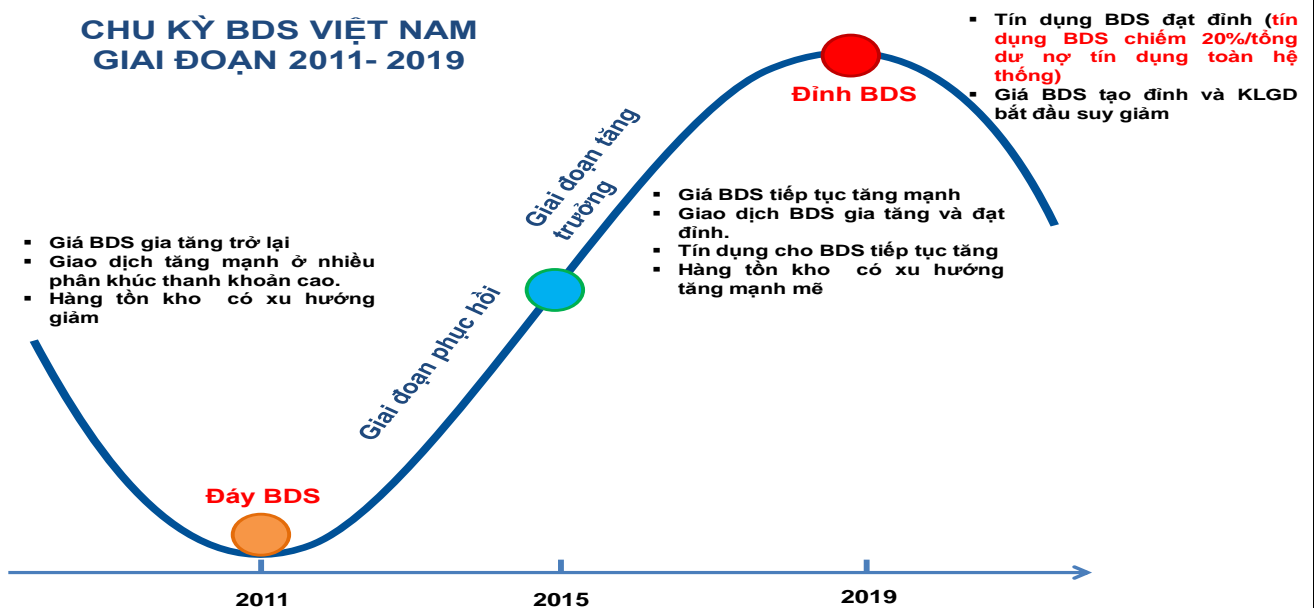 CHU KỲ BDS VIỆT NAM
GIAI ĐOẠN 2011- 2019
▪ Tín dụng BDS đạt đỉnh (tín
dụng BDS chiếm 20%/tổng
dư nợ tín dụng toàn hệ
thống)
▪ Giá BDS tạo đỉnh và KLGD
bắt đầu suy giảm
Đỉnh BDS
Giai đoạn tăng
trưởng
▪ Giá BDS tiếp tục tăng mạnh
▪ Giao dịch BDS gia tăng và đạt
đỉnh.
▪ Tín dụng cho BDS tiếp tục tăng
▪ Hàng tồn kho có xu hướng
tăng mạnh mẽ
▪ Giá BDS gia tăng trở lại
▪ Giao dịch tăng mạnh ở nhiều
phân khúc thanh khoản cao.
▪ Hàng tồn kho có xu hướng
giảm
Giai đoạn phục hồi
Đáy BDS
2011
2015
2019